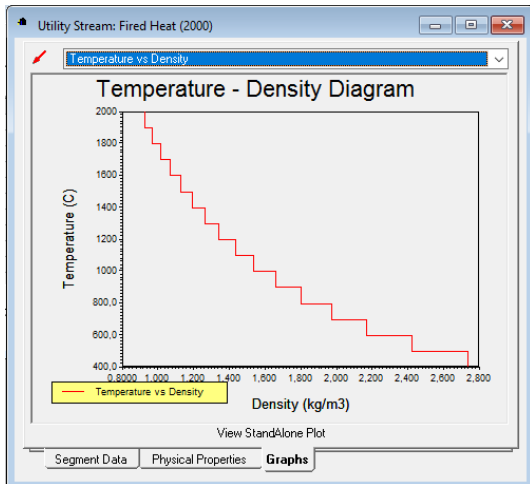 Utility Stream: Fired Heat (2000)
Temperature vs Density
Temperature - Density Diagram
2000
1800
1600
1400
1200
1000
800,0
600,0
400,0
Temperature (C)
0,8000 1,000 1,200 1,400 1,600 1,800 2,000 2,200 2,400 2,600 2,800
Temperature vs Density
Density (kg/m3)
View StandAlone Plot
Segment Data Physical Properties Graphs